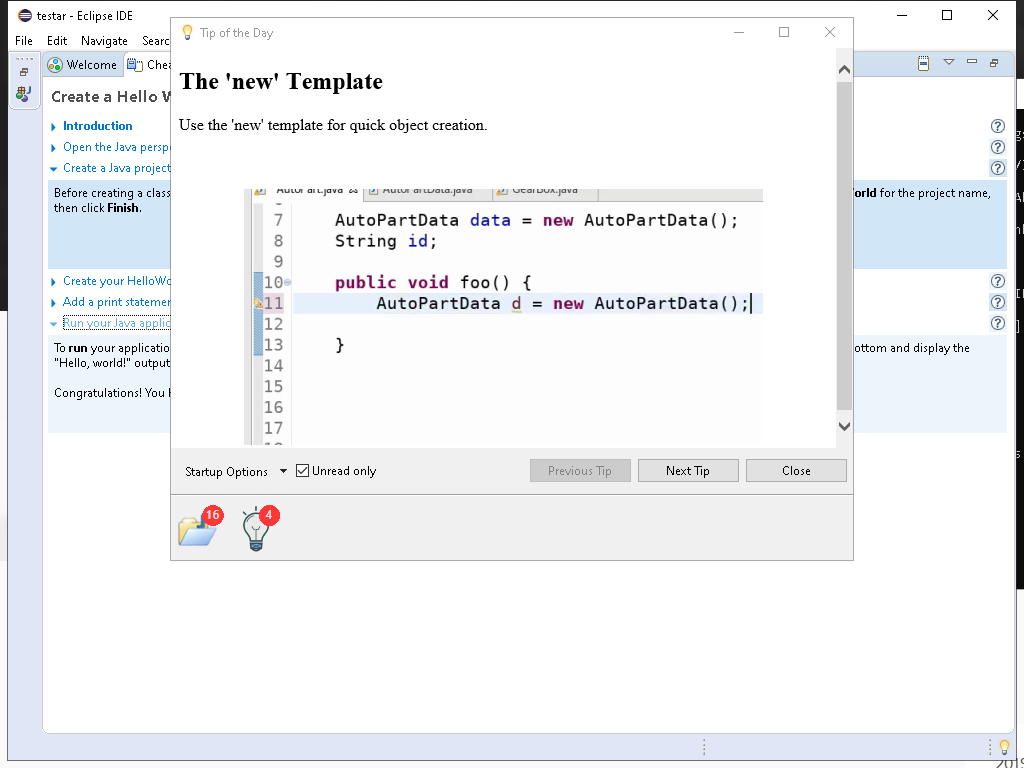 testar - Eclipse IDE
File Edit Navigate Searc
Welcome
Chea
Create a Hello W
Introduction
Open the Java persp
Create a Java project
Before creating a class
orld for the project name,
then click Finish.
Create your HelloWo
Add a print statemen
Run your Java applic
To run your applicatio
ottom and display the
"Hello, world!" output
Congratulations! You h
Tip of the Day
The 'new' Template
Use the 'new' template for quick object creation.
AutoPart.java AutoPartData.java GearBox.java
7 AutoPartData data = new AutoPartData();
8 String id;
9
10 public void foo() {
11 AutoPartData d = new AutoPartData();
12
13 }
14
15
16
17
Startup Options Unread only Previous Tip Next Tip Close
16 4